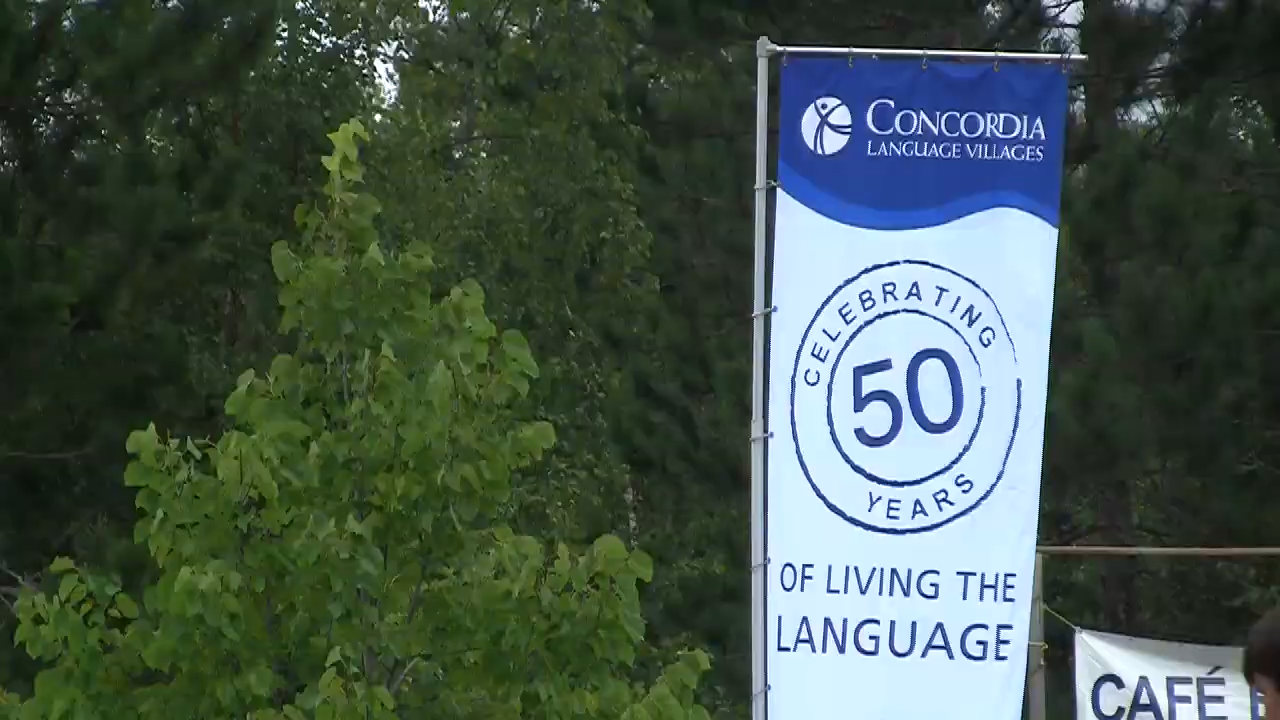 CONCORDIA
LANGUAGE VILLAGES
CELEBRATING
50
YEARS
OF LIVING THE
LANGUAGE
CAFÉ